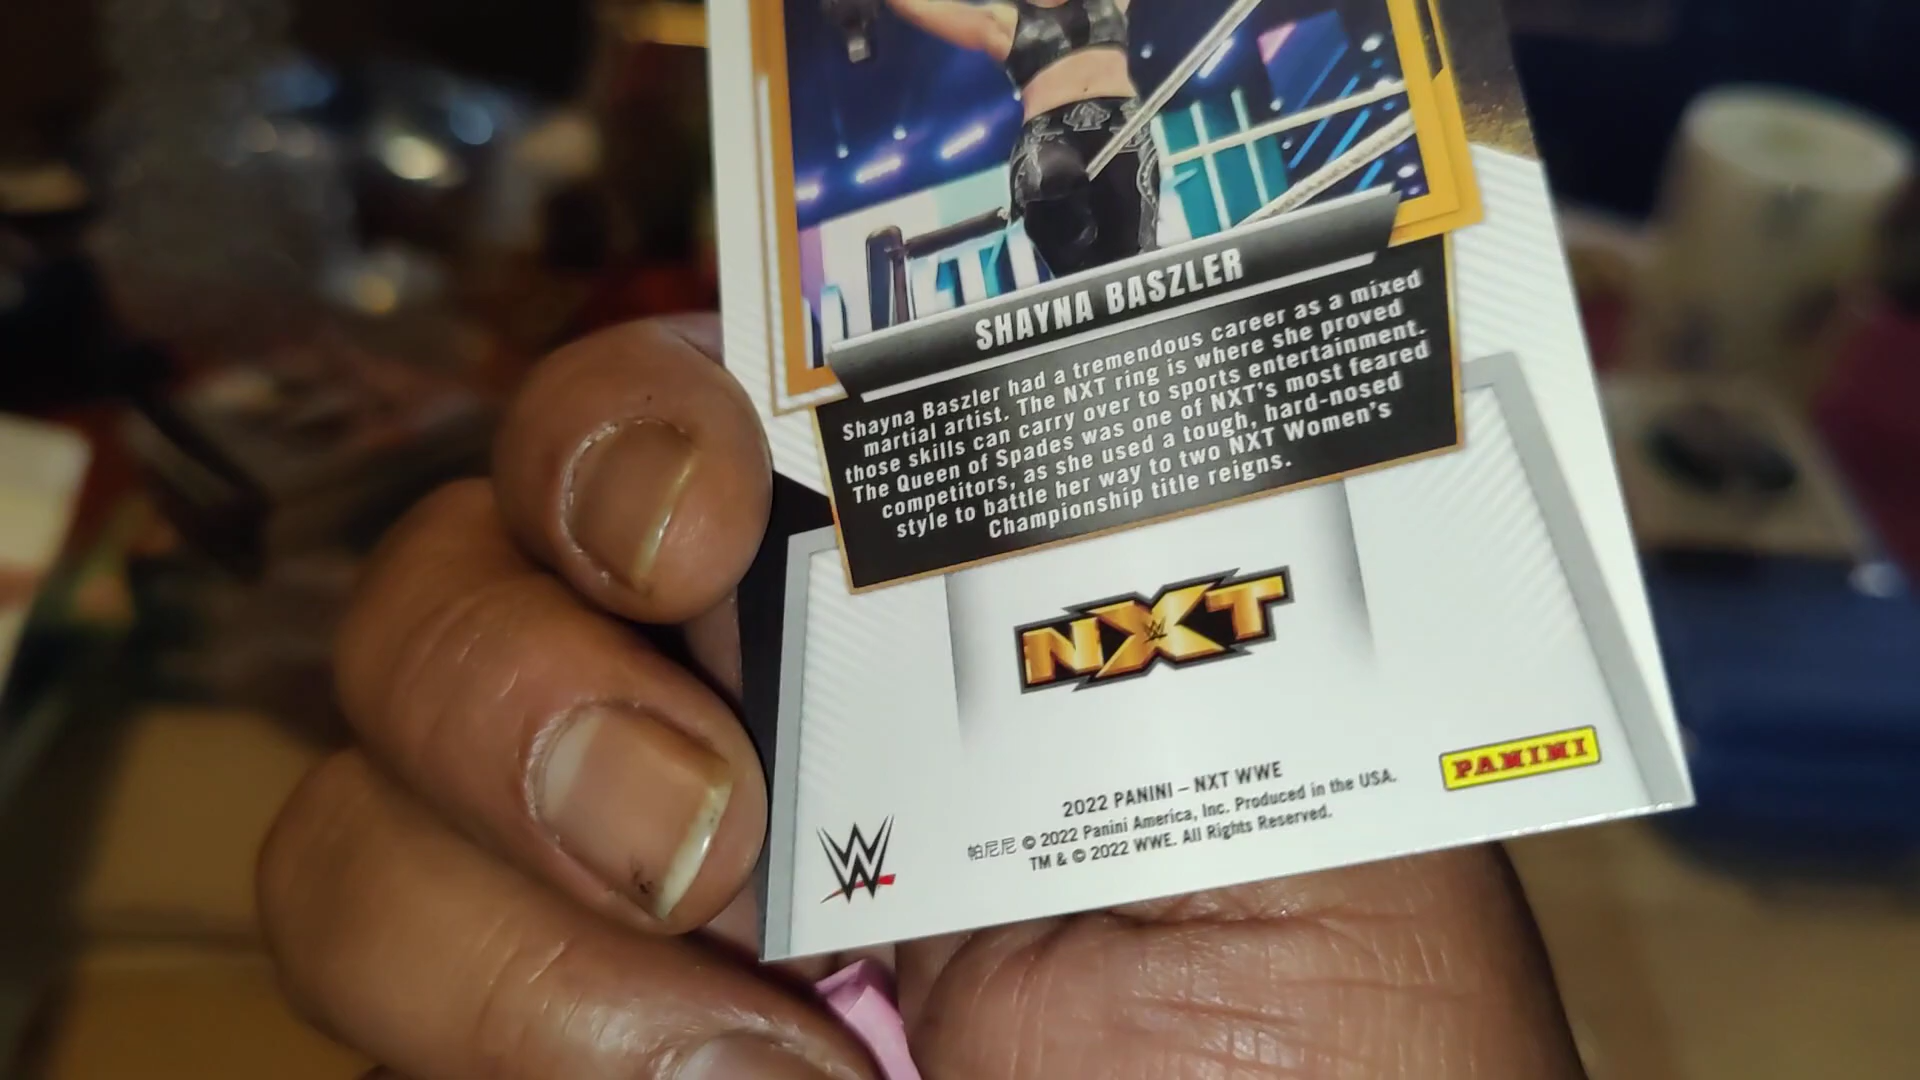 SHAYNA BASZLER
Shayna Baszler had a tremendous career as a mixed
martial artist. The NXT ring is where she proved
those skills can carry over to sports entertainment.
The Queen of Spades was one of NXT's most feared
competitors, as she used a tough, hard-nosed
style to battle her way to two NXT Women's
Championship title reigns.
NXT
PANINI
2022 PANINI – NXT WWE
帕尼尼 © 2022 Panini America, Inc. Produced in the USA.
TM & © 2022 WWE. All Rights Reserved.
W